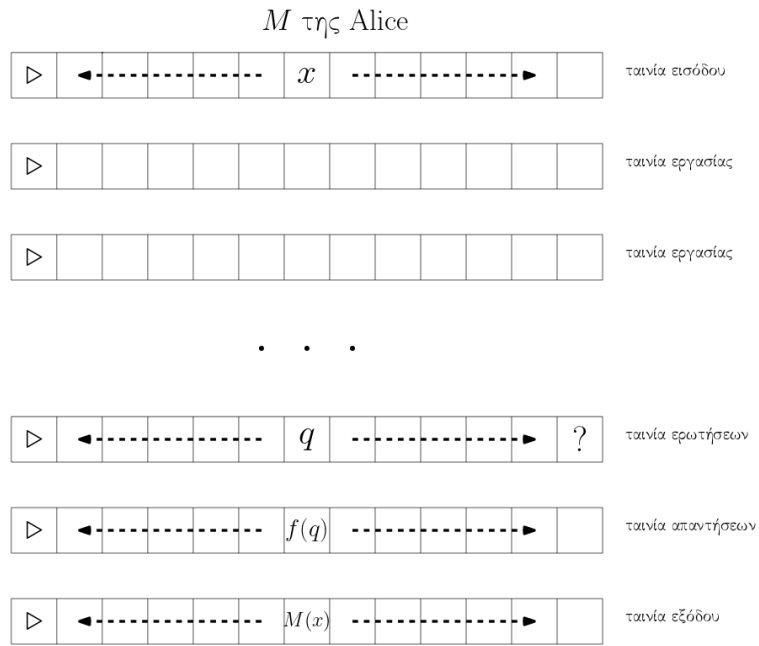 M της Alice
▷ x ταινία εισόδου
▷ ταινία εργασίας
▷ ταινία εργασίας
. . .
▷ q ? ταινία ερωτήσεων
▷ f(q) ταινία απαντήσεων
▷ M(x) ταινία εξόδου